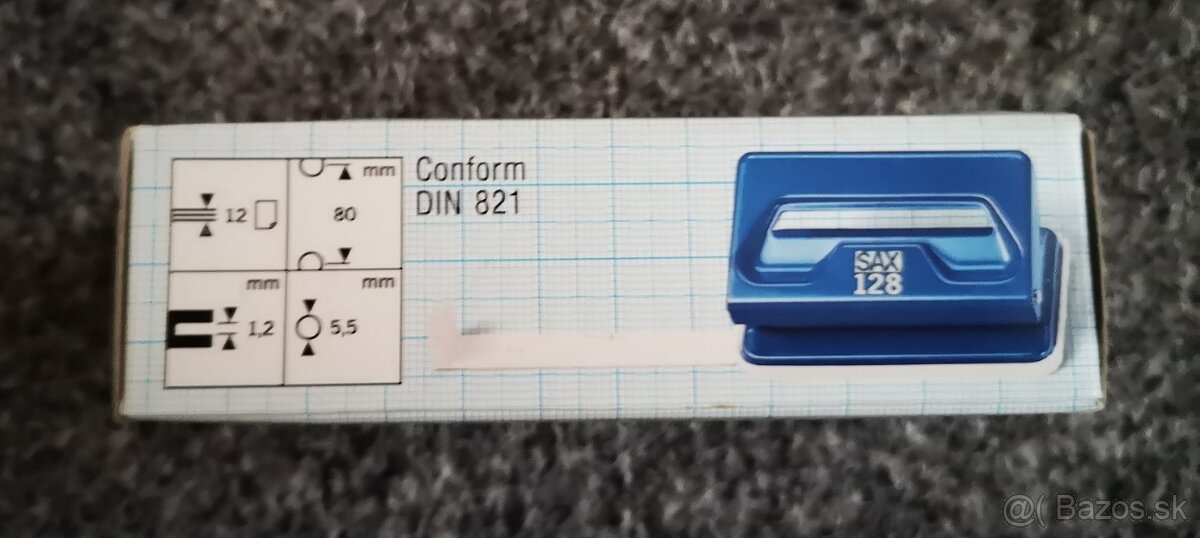 mm
12
80
mm
mm
1,2
5,5
Conform
DIN 821
SAX
128
@( Bazos.sk